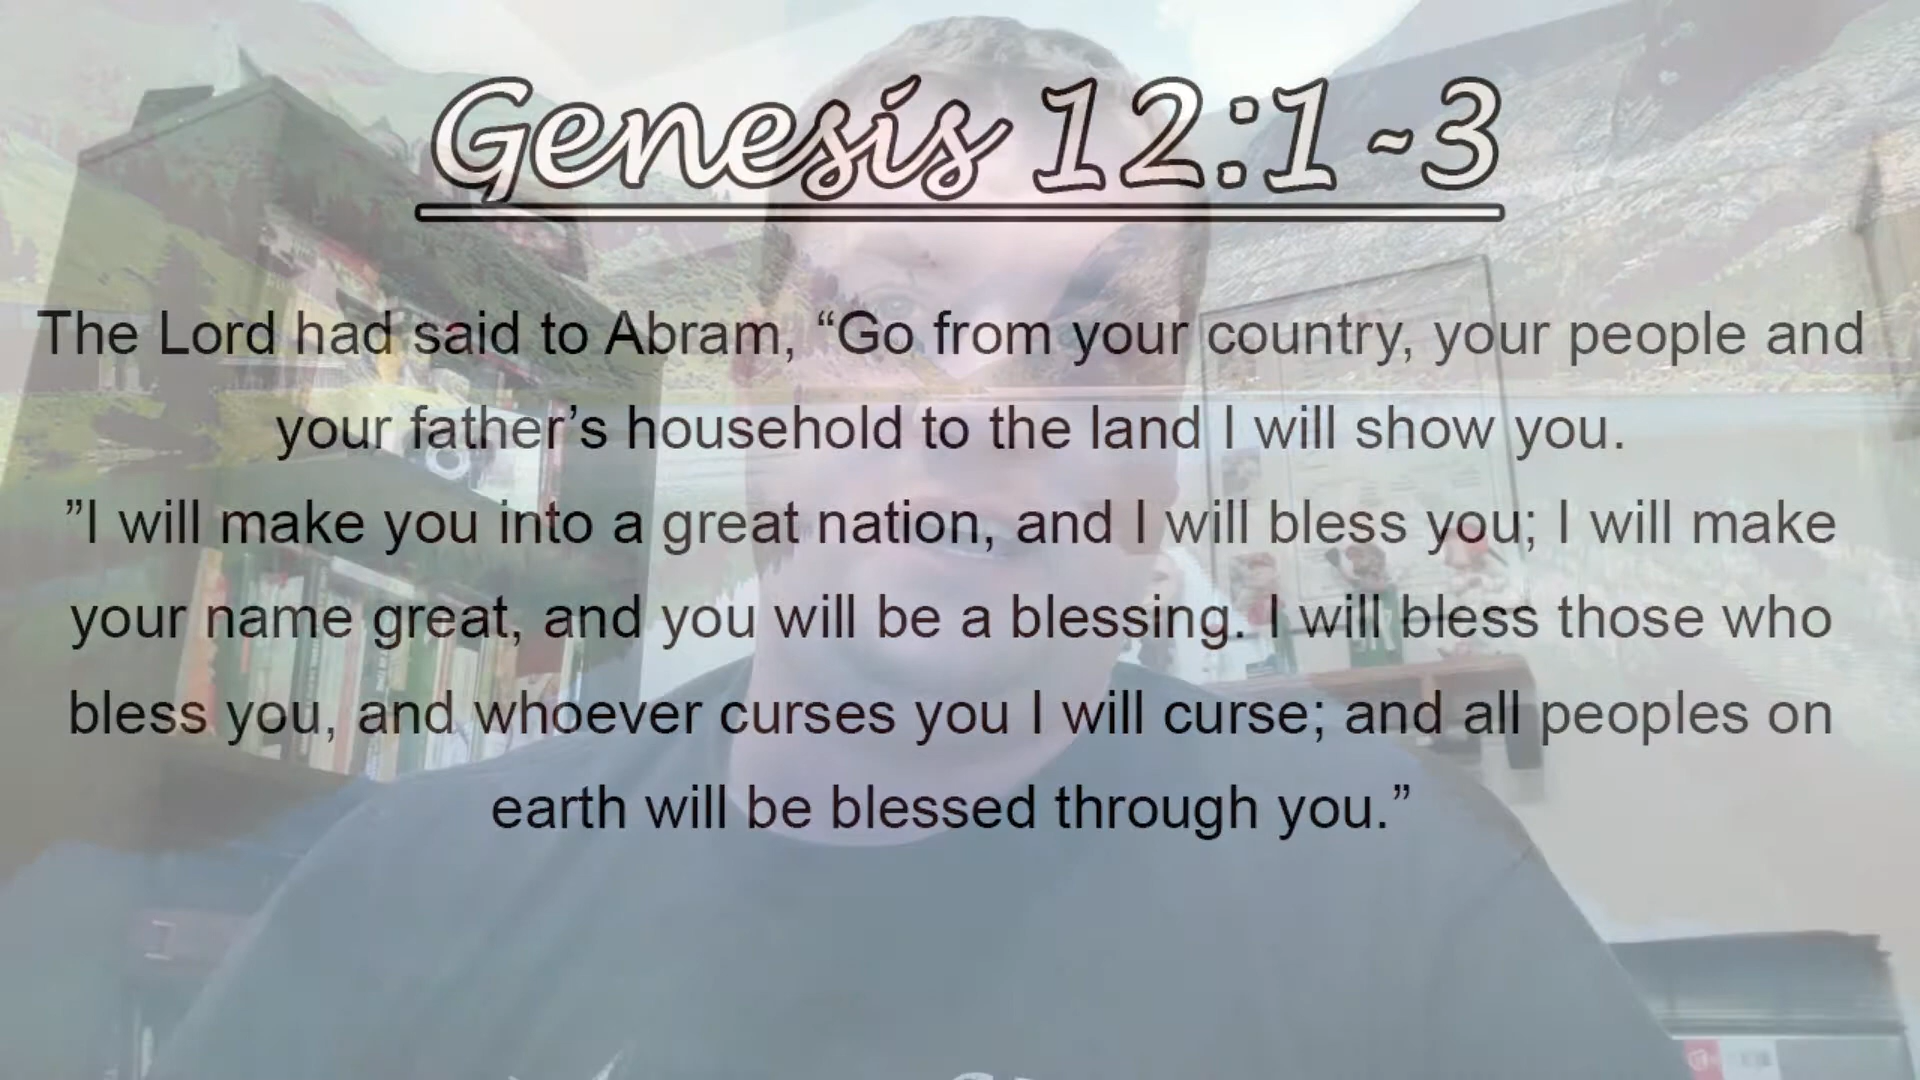 Genesis 12:1-3
The Lord had said to Abram, “Go from your country, your people and
your father’s household to the land I will show you.
”I will make you into a great nation, and I will bless you; I will make
your name great, and you will be a blessing. I will bless those who
bless you, and whoever curses you I will curse; and all peoples on
earth will be blessed through you.”